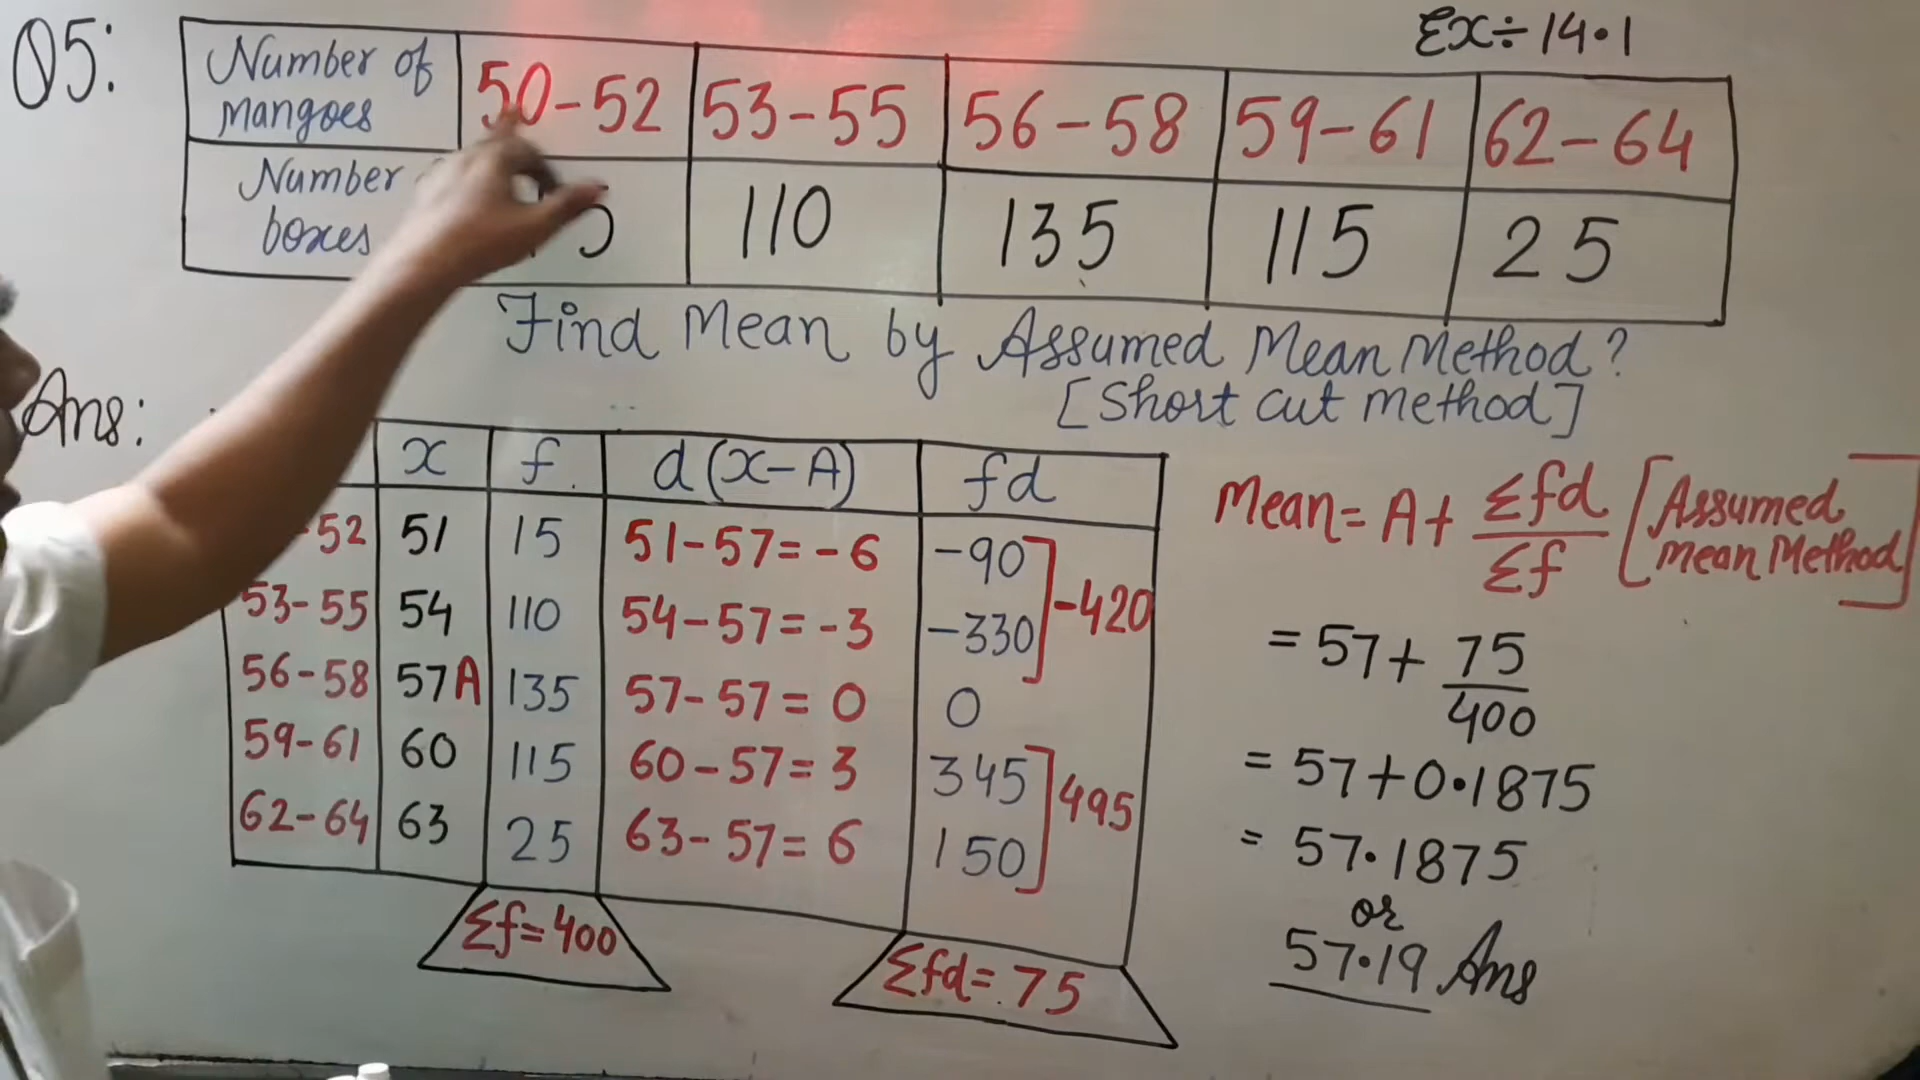 Ex÷14.1
Q5:
Number of mangoes 50-52 53-55 56-58 59-61 62-64
Number boxes 110 135 115 25
Find Mean by Assumed Mean Method?
[Short cut method]
Ans:
x f d(x-A) fd
-52 51 15 51-57=-6 -90
53-55 54 110 54-57=-3 -330 -420
56-58 57A 135 57-57=0 0
59-61 60 115 60-57=3 345
62-64 63 25 63-57=6 150 495
Σf=400 Σfd=75
Mean= A+ Σfd/Σf [Assumed mean Method]
=57+ 75/400
=57+0.1875
=57.1875
or
57.19 Ans